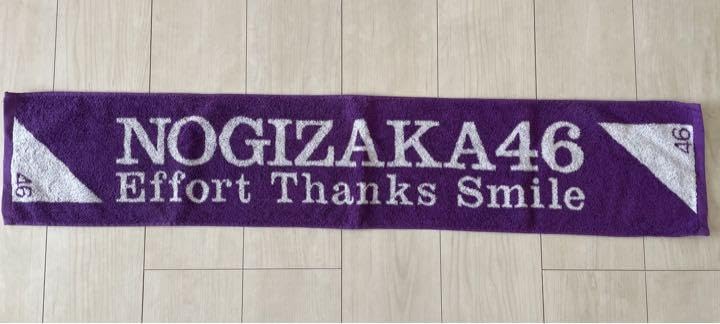 46
NOGIZAKA46
Effort Thanks Smile
46